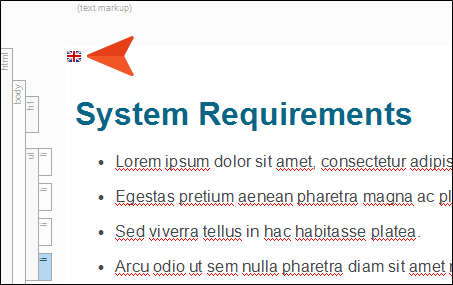 (text markup)
html
body
h1
System Requirements
ul
li
Lorem ipsum dolor sit amet, consectetur adipis
li
Egestas pretium aenean pharetra magna ac pl
li
Sed viverra tellus in hac habitasse platea.
li
Arcu odio ut sem nulla pharetra diam sit amet